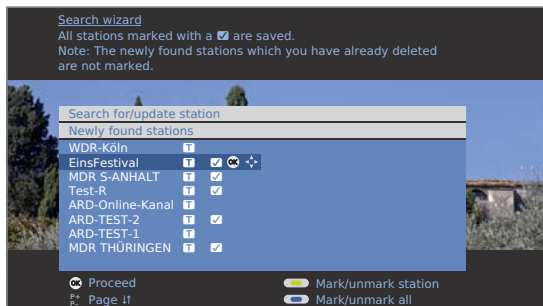 Search wizard
All stations marked with a ☑ are saved.
Note: The newly found stations which you have already deleted
are not marked.
Search for/update station
Newly found stations
WDR-Köln T
EinsFestival T ☑ OK
MDR S-ANHALT T ☑
Test-R T ☑
ARD-Online-Kanal T
ARD-TEST-2 T ☑
ARD-TEST-1 T
MDR THÜRINGEN T ☑
OK Proceed
Mark/unmark station
P+ P– Page ↓↑
Mark/unmark all